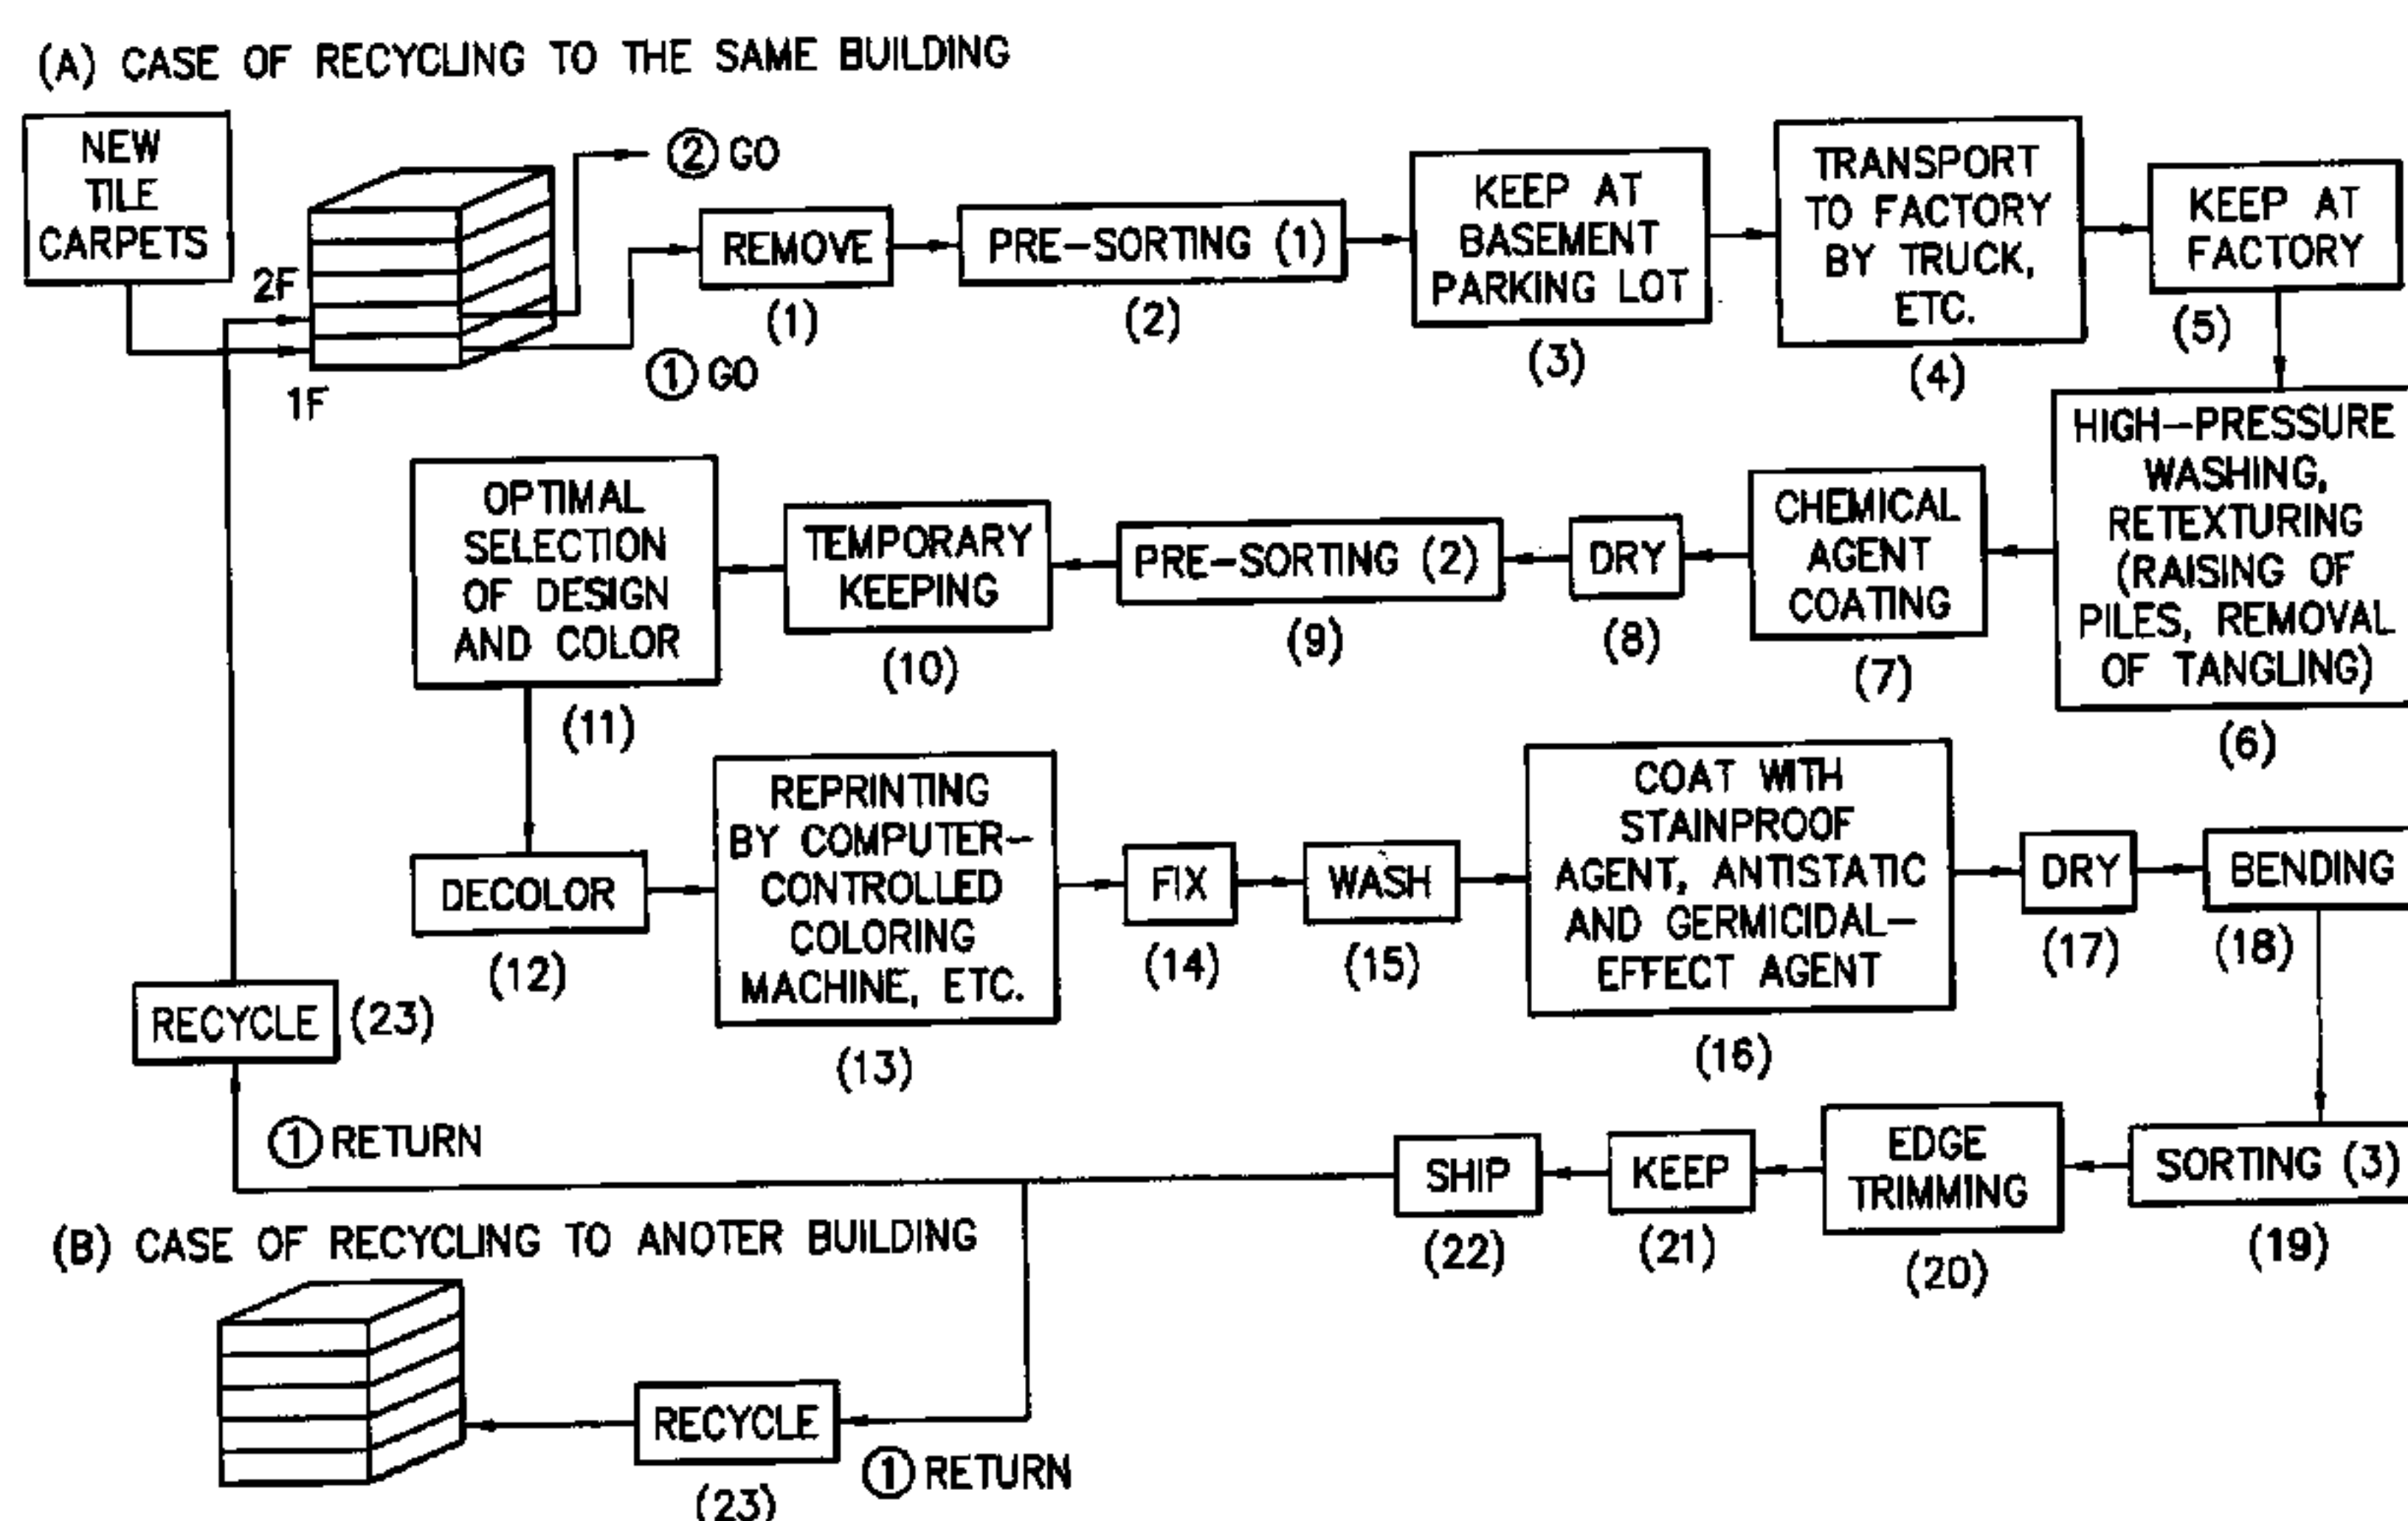 (A) CASE OF RECYCLING TO THE SAME BUILDING
NEW
TILE
CARPETS
2F
1F
② GO
① GO
REMOVE
(1)
PRE-SORTING (1)
(2)
KEEP AT
BASEMENT
PARKING LOT
(3)
TRANSPORT
TO FACTORY
BY TRUCK,
ETC.
(4)
KEEP AT
FACTORY
(5)
HIGH-PRESSURE
WASHING,
RETEXTURING
(RAISING OF
PILES, REMOVAL
OF TANGLING)
(6)
CHEMICAL
AGENT
COATING
(7)
DRY
(8)
PRE-SORTING (2)
(9)
TEMPORARY
KEEPING
(10)
OPTIMAL
SELECTION
OF DESIGN
AND COLOR
(11)
DECOLOR
(12)
REPRINTING
BY COMPUTER-
CONTROLLED
COLORING
MACHINE, ETC.
(13)
FIX
(14)
WASH
(15)
COAT WITH
STAINPROOF
AGENT, ANTISTATIC
AND GERMICIDAL-
EFFECT AGENT
(16)
DRY
(17)
BENDING
(18)
SORTING (3)
(19)
EDGE
TRIMMING
(20)
KEEP
(21)
SHIP
(22)
① RETURN
RECYCLE
(23)
(B) CASE OF RECYCLING TO ANOTER BUILDING
RECYCLE
(23)
① RETURN